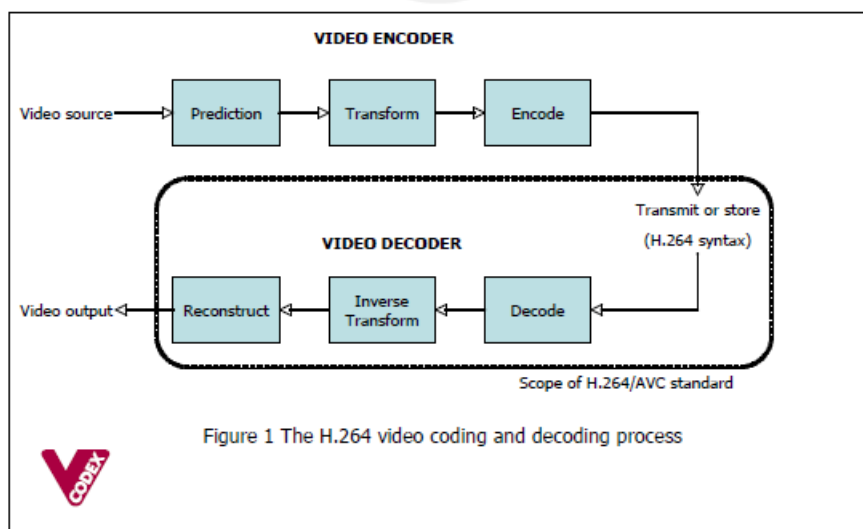 VIDEO ENCODER
Video source
Prediction
Transform
Encode
Transmit or store
(H.264 syntax)
VIDEO DECODER
Video output
Reconstruct
Inverse
Transform
Decode
Scope of H.264/AVC standard
Figure 1 The H.264 video coding and decoding process
V
CODEX